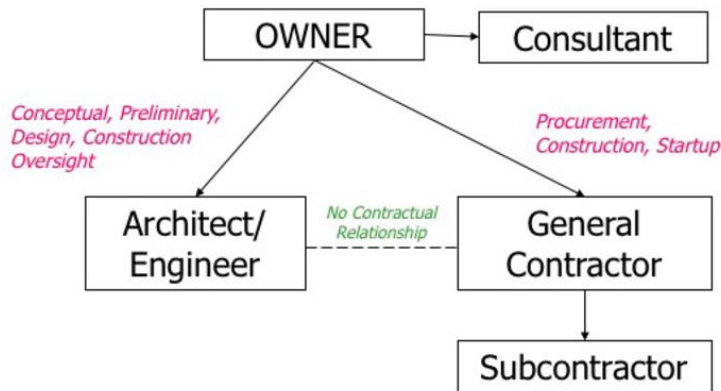 OWNER
Consultant
Conceptual, Preliminary,
Design, Construction
Oversight
Procurement,
Construction, Startup
Architect/
Engineer
No Contractual
Relationship
General
Contractor
Subcontractor